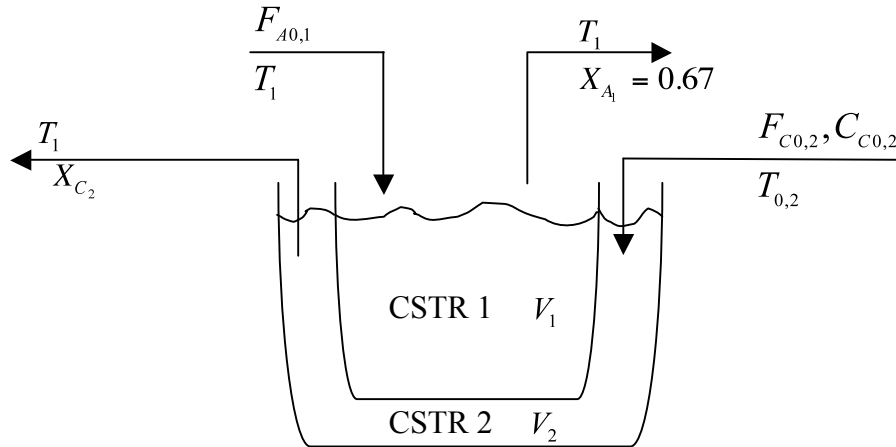 F_{A0,1}
T_1
T_1
X_{A_1} = 0.67
T_1
X_{C_2}
F_{C0,2}, C_{C0,2}
T_{0,2}
CSTR 1 V_1
CSTR 2 V_2